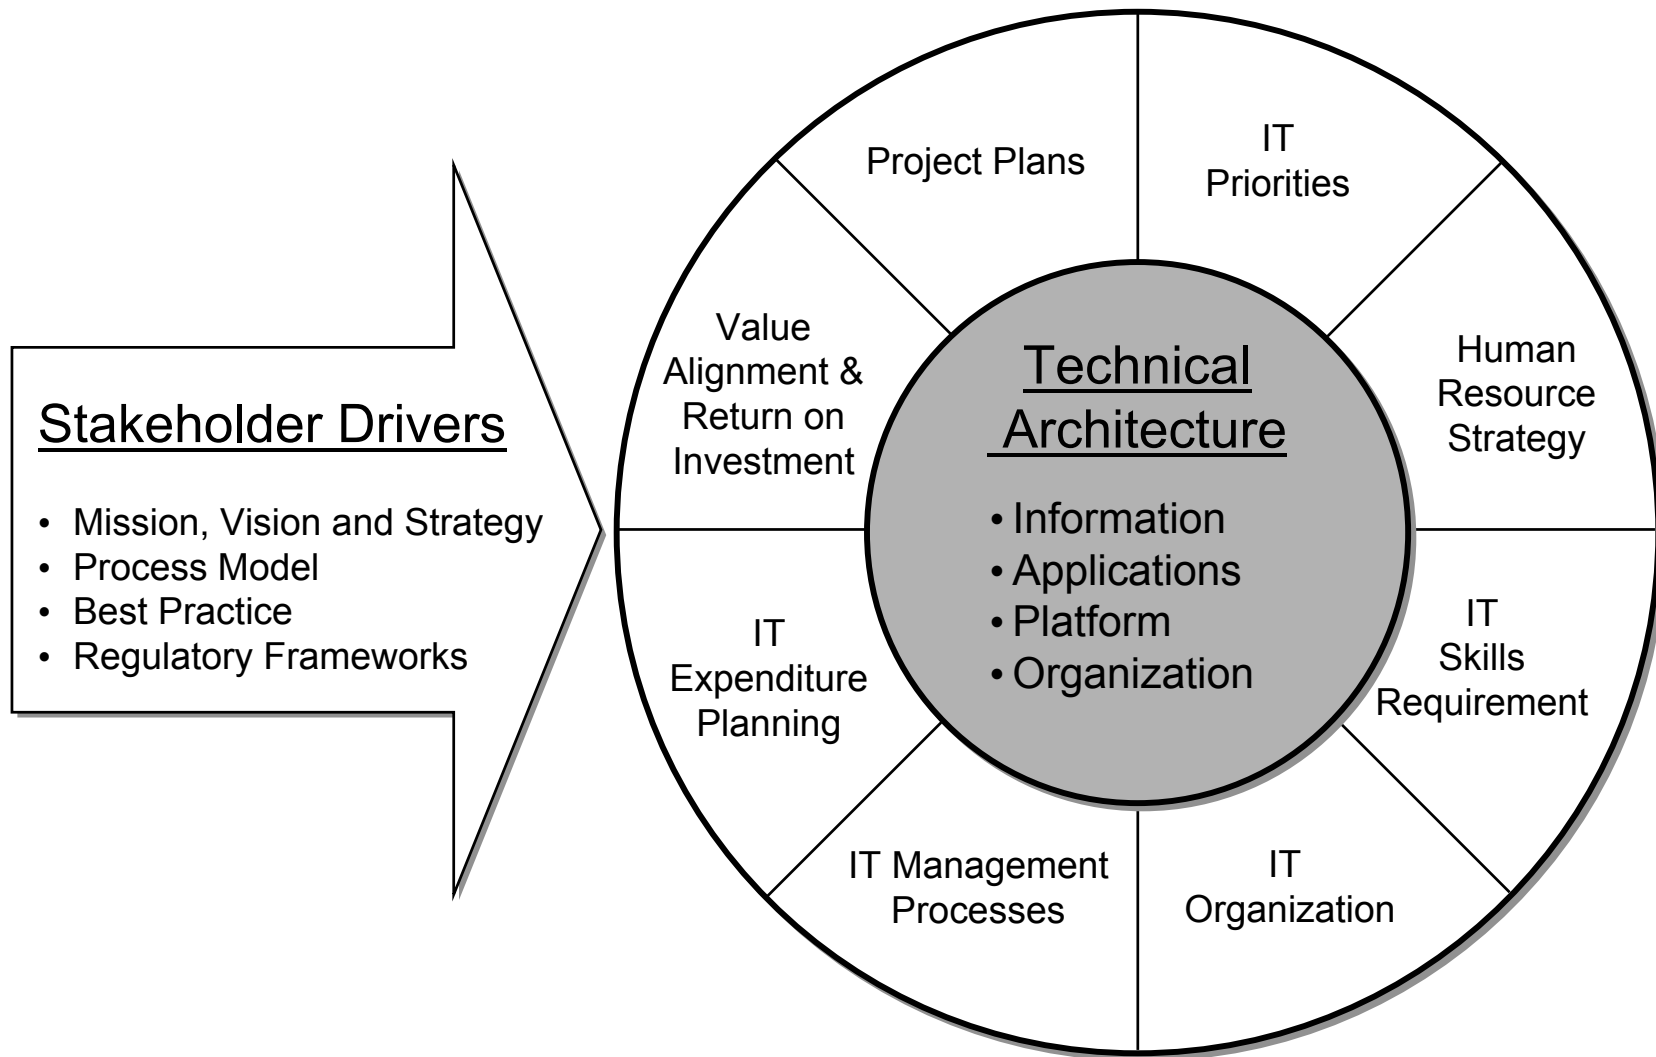 Stakeholder Drivers
• Mission, Vision and Strategy
• Process Model
• Best Practice
• Regulatory Frameworks
Project Plans
IT
Priorities
Human
Resource
Strategy
IT
Skills
Requirement
IT
Organization
IT Management
Processes
IT
Expenditure
Planning
Value
Alignment &
Return on
Investment
Technical
Architecture
• Information
• Applications
• Platform
• Organization